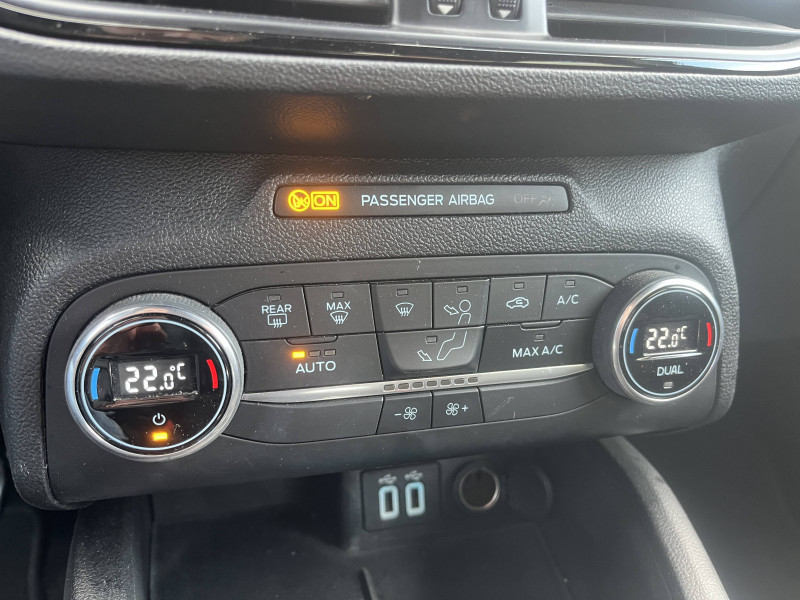 ON PASSENGER AIRBAG OFF
REAR MAX A/C
22.0°C AUTO MAX A/C 22.0°C
DUAL
- +